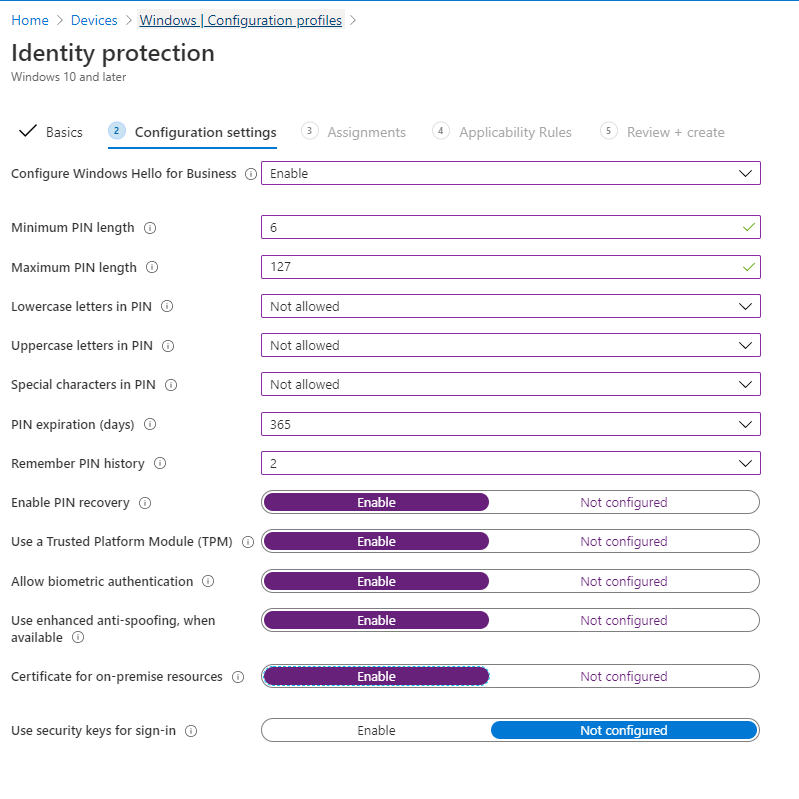 Home > Devices > Windows | Configuration profiles >
Identity protection
Windows 10 and later
Basics 2 Configuration settings 3 Assignments 4 Applicability Rules 5 Review + create
Configure Windows Hello for Business Enable
Minimum PIN length 6
Maximum PIN length 127
Lowercase letters in PIN Not allowed
Uppercase letters in PIN Not allowed
Special characters in PIN Not allowed
PIN expiration (days) 365
Remember PIN history 2
Enable PIN recovery Enable Not configured
Use a Trusted Platform Module (TPM) Enable Not configured
Allow biometric authentication Enable Not configured
Use enhanced anti-spoofing, when Enable Not configured
available
Certificate for on-premise resources Enable Not configured
Use security keys for sign-in Enable Not configured